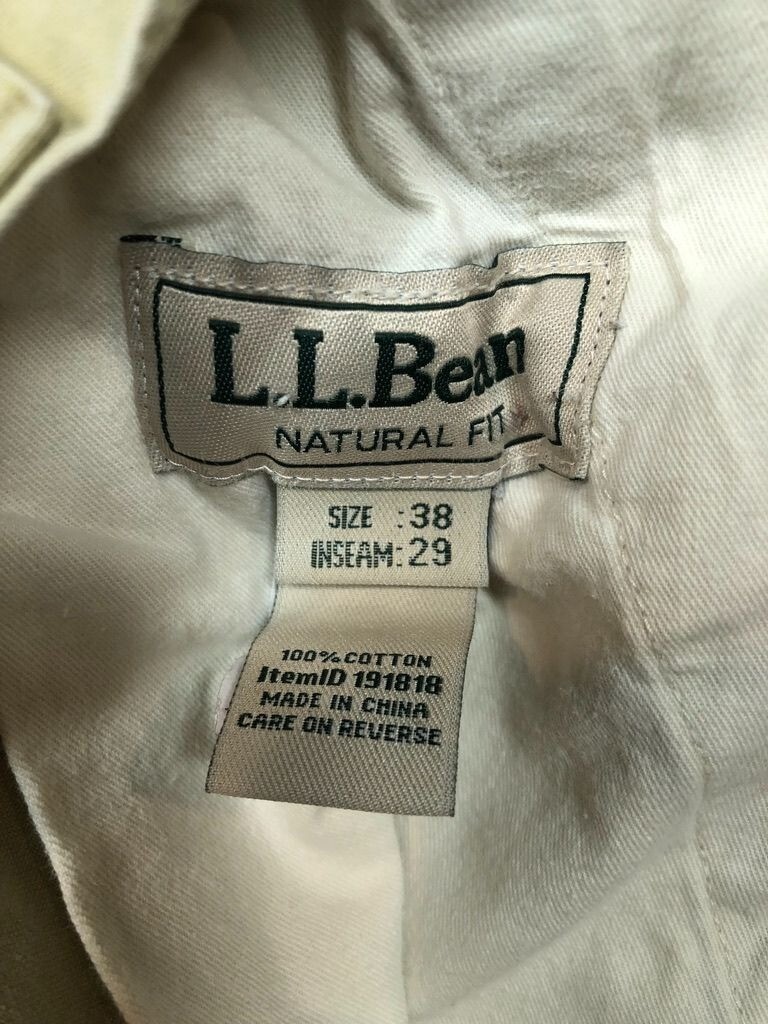 L.L.Bean
NATURAL FIT
SIZE :38
INSEAM:29
100% COTTON
ItemID 191818
MADE IN CHINA
CARE ON REVERSE